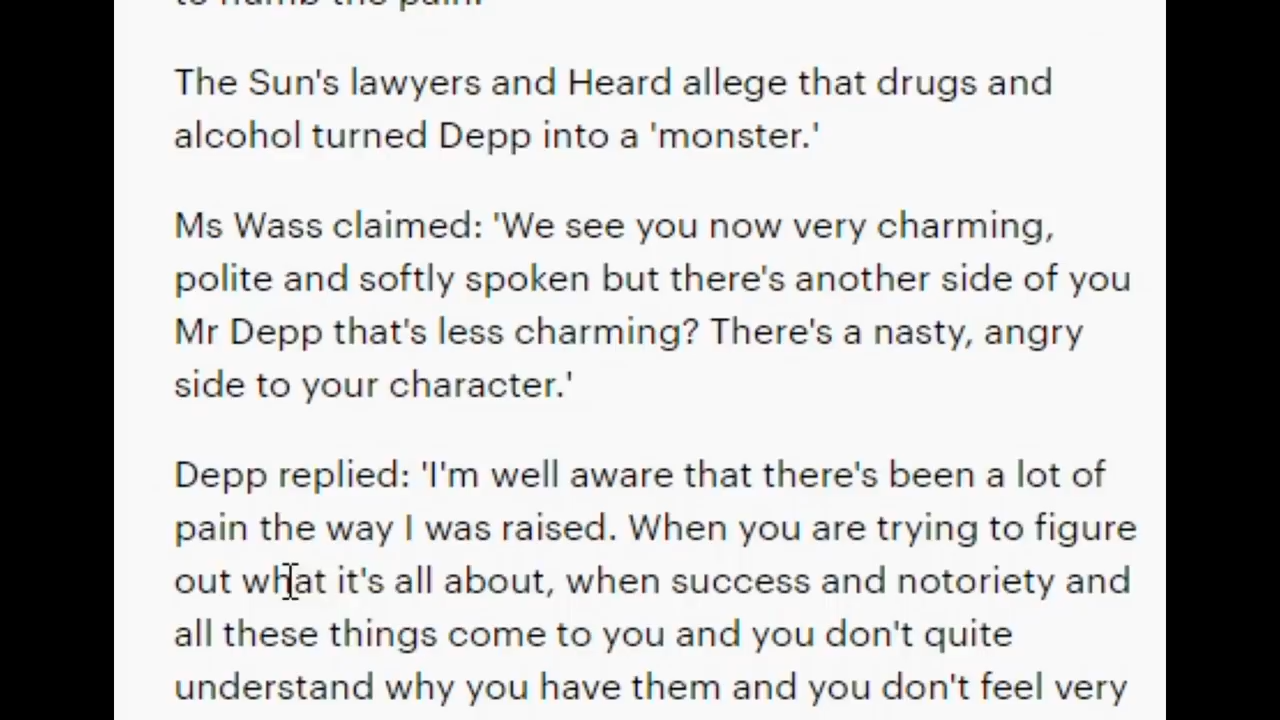 to numb the pain.
The Sun's lawyers and Heard allege that drugs and
alcohol turned Depp into a 'monster.'
Ms Wass claimed: 'We see you now very charming,
polite and softly spoken but there's another side of you
Mr Depp that's less charming? There's a nasty, angry
side to your character.'
Depp replied: 'I'm well aware that there's been a lot of
pain the way I was raised. When you are trying to figure
out what it's all about, when success and notoriety and
all these things come to you and you don't quite
understand why you have them and you don't feel very